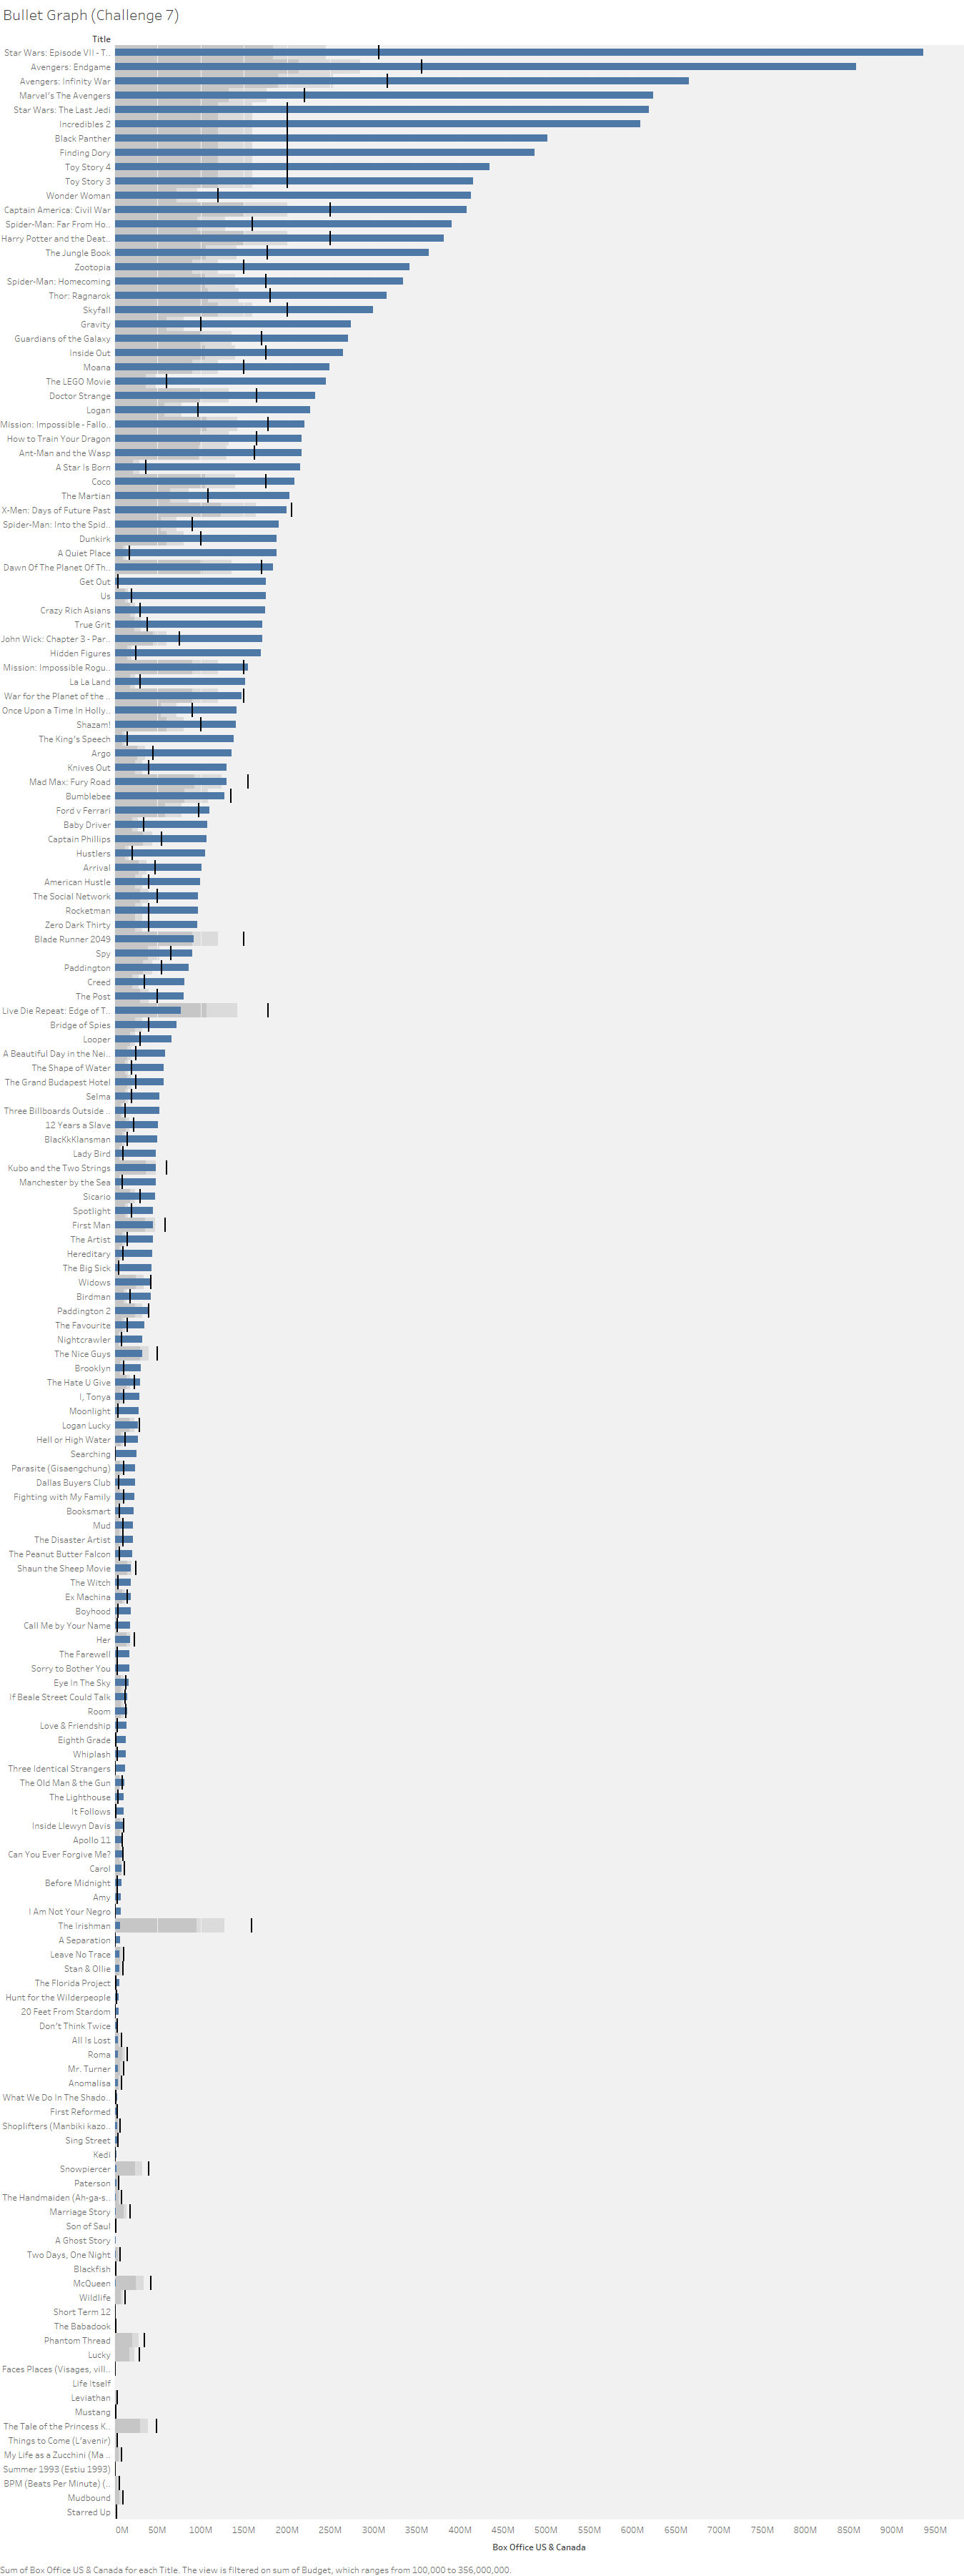 Bullet Graph (Challenge 7)
Title
Star Wars: Episode VII - T..
Avengers: Endgame
Avengers: Infinity War
Marvel's The Avengers
Star Wars: The Last Jedi
Incredibles 2
Black Panther
Finding Dory
Toy Story 4
Toy Story 3
Wonder Woman
Captain America: Civil War
Spider-Man: Far From Ho..
Harry Potter and the Deat..
The Jungle Book
Zootopia
Spider-Man: Homecoming
Thor: Ragnarok
Skyfall
Gravity
Guardians of the Galaxy
Inside Out
Moana
The LEGO Movie
Doctor Strange
Logan
Mission: Impossible - Fallo..
How to Train Your Dragon
Ant-Man and the Wasp
A Star Is Born
Coco
The Martian
X-Men: Days of Future Past
Spider-Man: Into the Spid..
Dunkirk
A Quiet Place
Dawn Of The Planet Of Th..
Get Out
Us
Crazy Rich Asians
True Grit
John Wick: Chapter 3 - Par..
Hidden Figures
Mission: Impossible Rogu..
La La Land
War for the Planet of the ..
Once Upon a Time In Holly..
Shazam!
The King's Speech
Argo
Knives Out
Mad Max: Fury Road
Bumblebee
Ford v Ferrari
Baby Driver
Captain Phillips
Hustlers
Arrival
American Hustle
The Social Network
Rocketman
Zero Dark Thirty
Blade Runner 2049
Spy
Paddington
Creed
The Post
Live Die Repeat: Edge of T..
Bridge of Spies
Looper
A Beautiful Day in the Nei..
The Shape of Water
The Grand Budapest Hotel
Selma
Three Billboards Outside ..
12 Years a Slave
BlacKkKlansman
Lady Bird
Kubo and the Two Strings
Manchester by the Sea
Sicario
Spotlight
First Man
The Artist
Hereditary
The Big Sick
Widows
Birdman
Paddington 2
The Favourite
Nightcrawler
The Nice Guys
Brooklyn
The Hate U Give
I, Tonya
Moonlight
Logan Lucky
Hell or High Water
Searching
Parasite (Gisaengchung)
Dallas Buyers Club
Fighting with My Family
Booksmart
Mud
The Disaster Artist
The Peanut Butter Falcon
Shaun the Sheep Movie
The Witch
Ex Machina
Boyhood
Call Me by Your Name
Her
The Farewell
Sorry to Bother You
Eye In The Sky
If Beale Street Could Talk
Room
Love & Friendship
Eighth Grade
Whiplash
Three Identical Strangers
The Old Man & the Gun
The Lighthouse
It Follows
Inside Llewyn Davis
Apollo 11
Can You Ever Forgive Me?
Carol
Before Midnight
Amy
I Am Not Your Negro
The Irishman
A Separation
Leave No Trace
Stan & Ollie
The Florida Project
Hunt for the Wilderpeople
20 Feet From Stardom
Don't Think Twice
All Is Lost
Roma
Mr. Turner
Anomalisa
What We Do In The Shado..
First Reformed
Shoplifters (Manbiki kazo..
Sing Street
Kedi
Snowpiercer
Paterson
The Handmaiden (Ah-ga-s..
Marriage Story
Son of Saul
A Ghost Story
Two Days, One Night
Blackfish
McQueen
Wildlife
Short Term 12
The Babadook
Phantom Thread
Lucky
Faces Places (Visages, vill..
Life Itself
Leviathan
Mustang
The Tale of the Princess K..
Things to Come (L'avenir)
My Life as a Zucchini (Ma ..
Summer 1993 (Estiu 1993)
BPM (Beats Per Minute) (..
Mudbound
Starred Up
0M 50M 100M 150M 200M 250M 300M 350M 400M 450M 500M 550M 600M 650M 700M 750M 800M 850M 900M 950M
Box Office US & Canada
Sum of Box Office US & Canada for each Title. The view is filtered on sum of Budget, which ranges from 100,000 to 356,000,000.